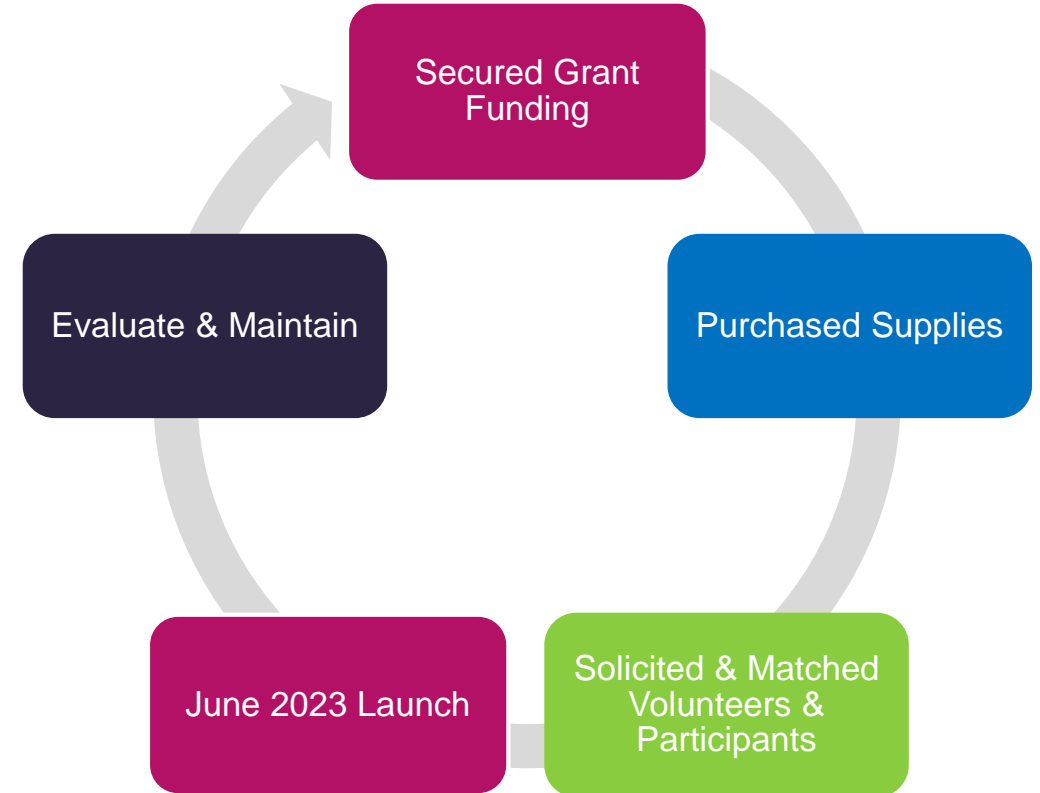 Secured Grant
Funding
Purchased Supplies
Solicited & Matched
Volunteers &
Participants
June 2023 Launch
Evaluate & Maintain